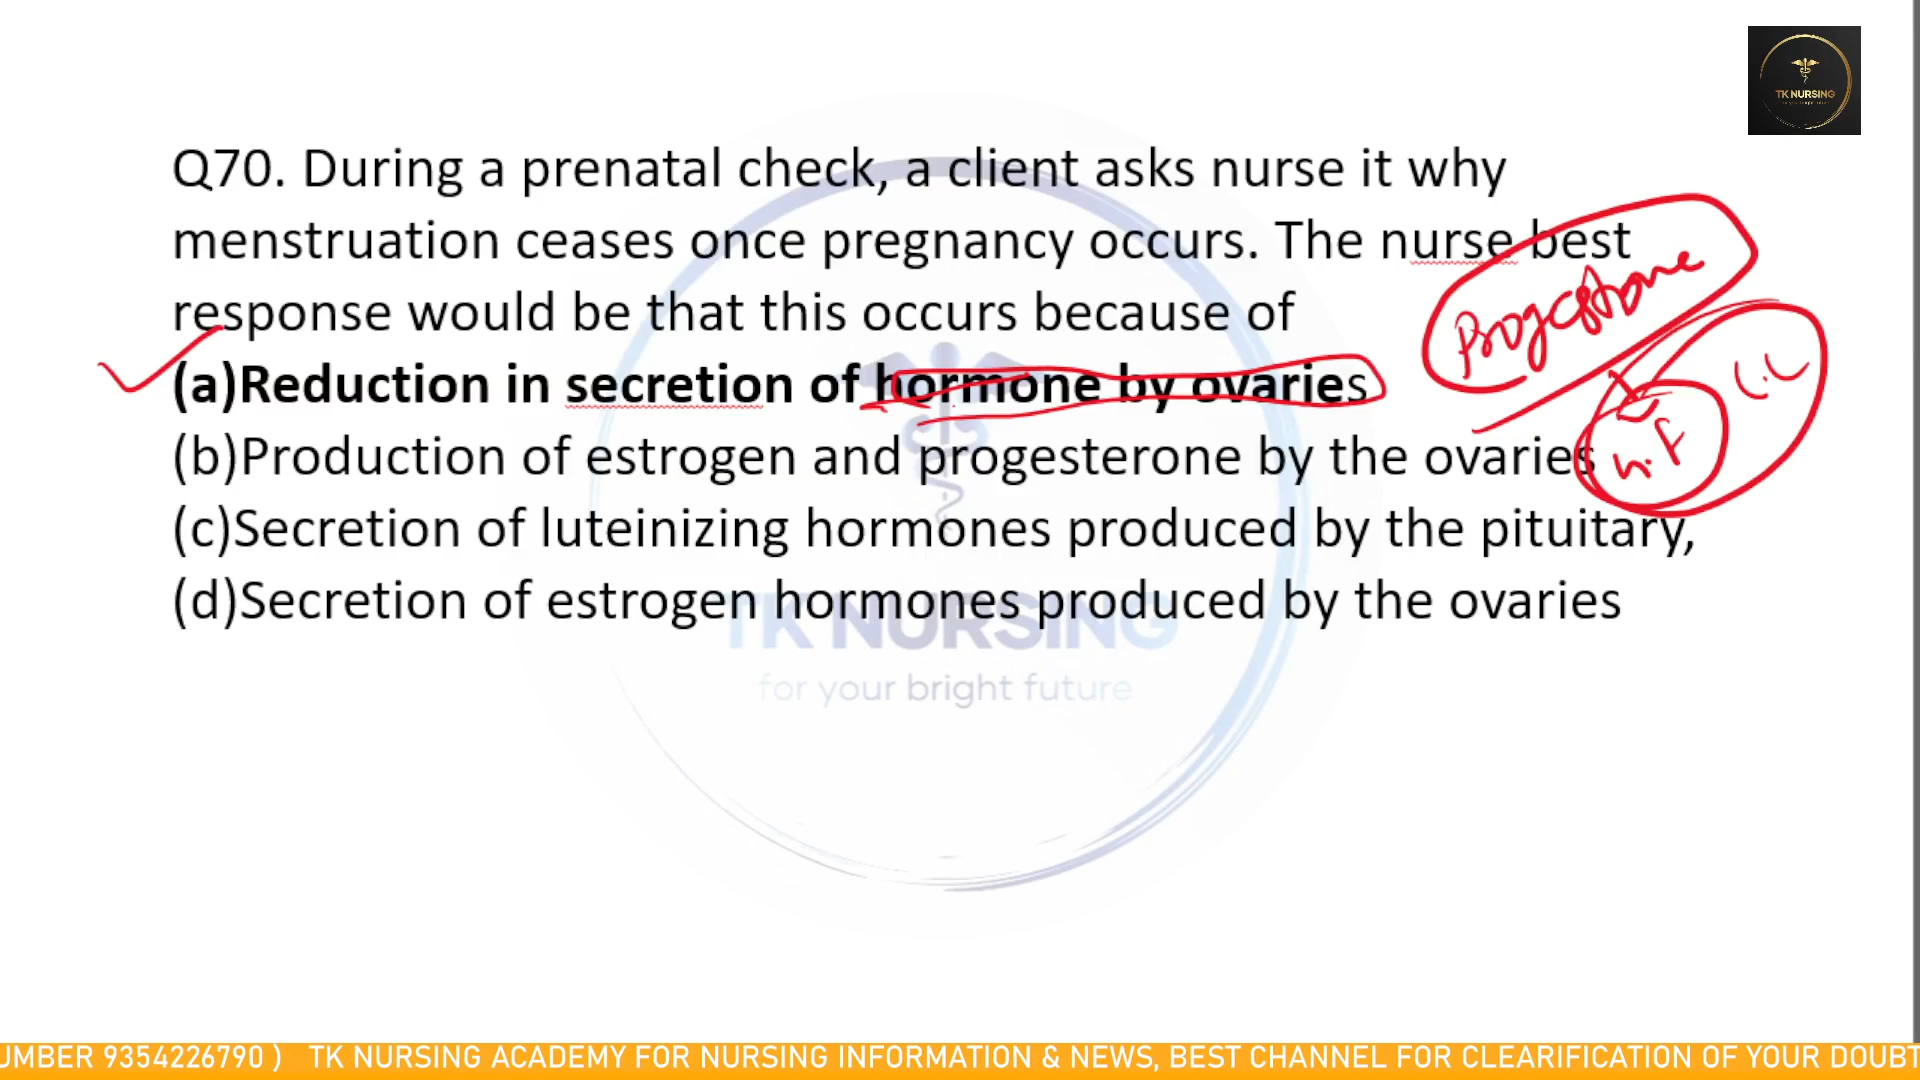 TK NURSING
Q70. During a prenatal check, a client asks nurse it why
menstruation ceases once pregnancy occurs. The nurse best
response would be that this occurs because of
(a)Reduction in secretion of hormone by ovaries
(b)Production of estrogen and progesterone by the ovaries
(c)Secretion of luteinizing hormones produced by the pituitary,
(d)Secretion of estrogen hormones produced by the ovaries
Progestrone
TK NURSING
for your bright future
UMBER 9354226790 ) TK NURSING ACADEMY FOR NURSING INFORMATION & NEWS, BEST CHANNEL FOR CLEARIFICATION OF YOUR DOUBT